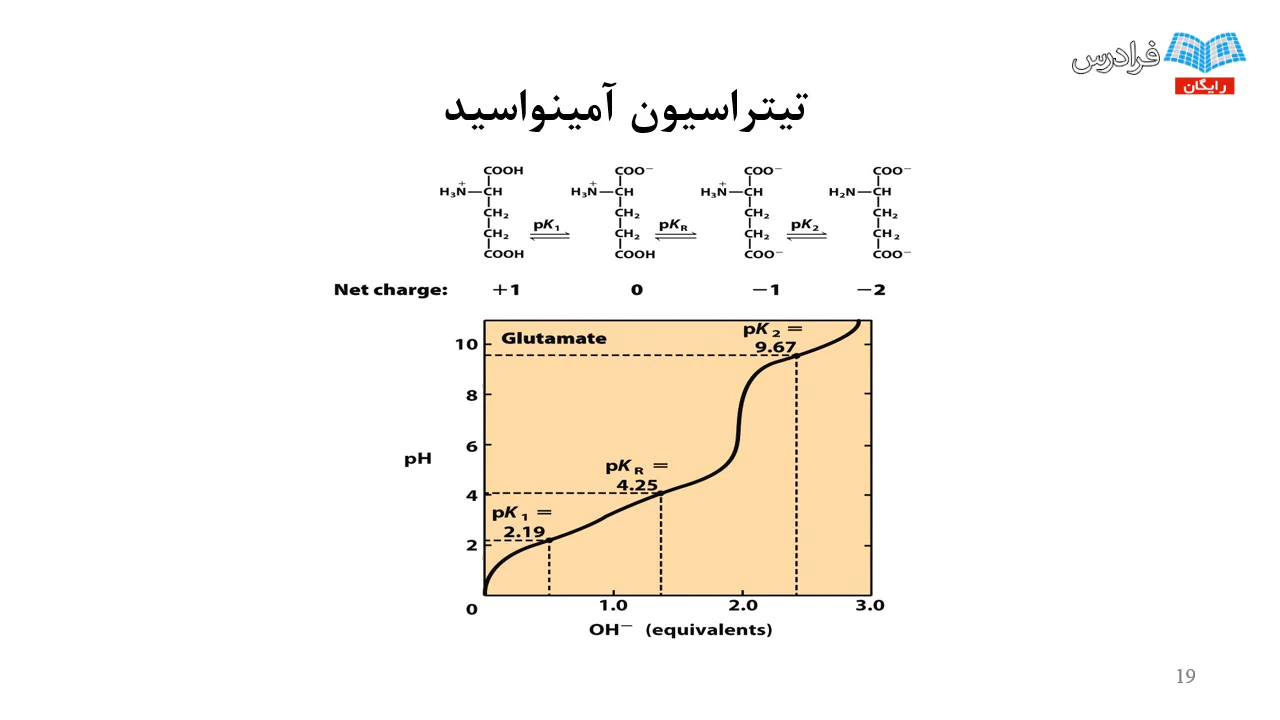 فرادرس
رایگان
تیتراسیون آمینواسید
COOH COO⁻ COO⁻ COO⁻
H₃N⁺—CH H₃N⁺—CH H₃N⁺—CH H₂N—CH
CH₂ CH₂ CH₂ CH₂
pK₁ pKR pK₂
CH₂ CH₂ CH₂ CH₂
COOH COOH COO⁻ COO⁻
Net charge: +1 0 −1 −2
Glutamate
pK₂ =
9.67
pKR =
4.25
pK₁ =
2.19
pH
10
8
6
4
2
0
1.0 2.0 3.0
OH⁻ (equivalents)
19